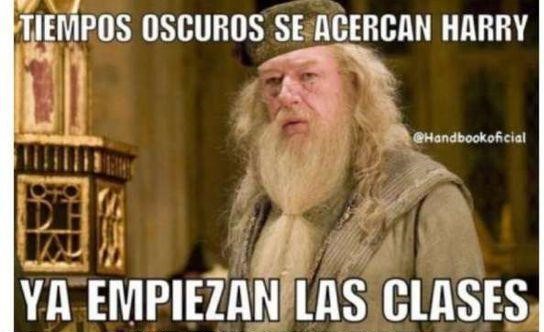 TIEMPOS OSCUROS SE ACERCAN HARRY
@Handbookoficial
YA EMPIEZAN LAS CLASES